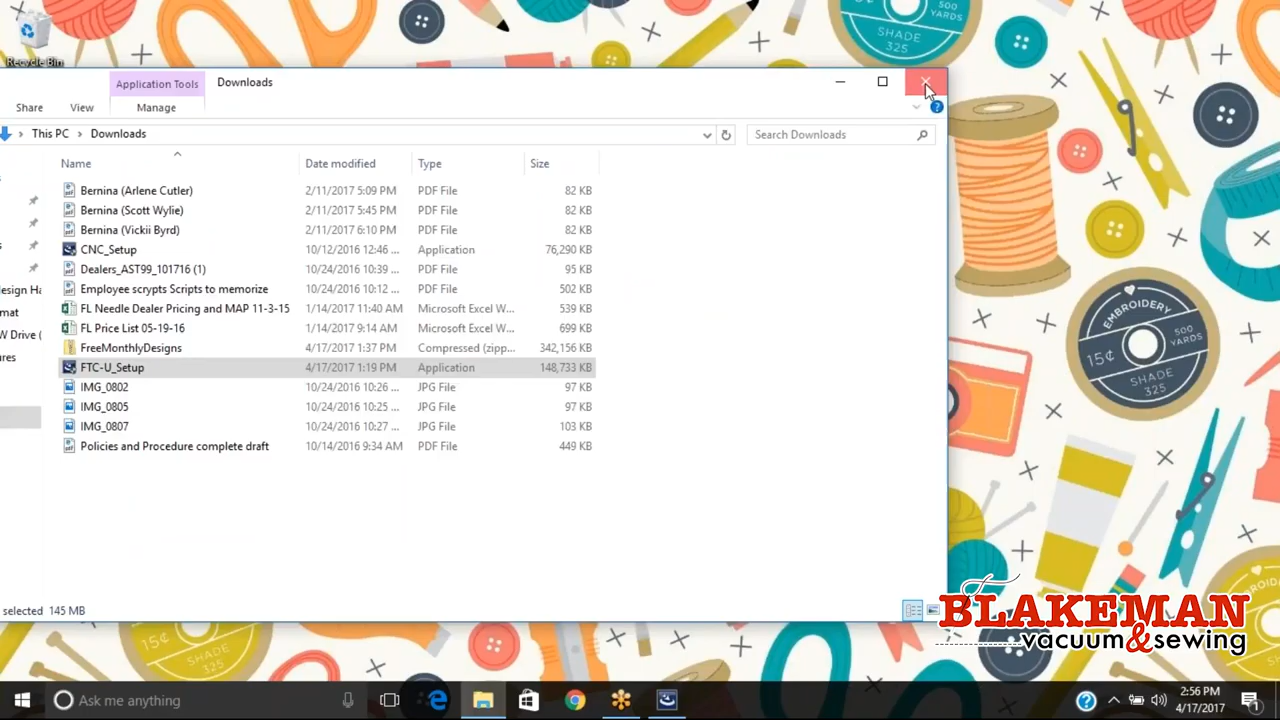 500
YARDS
SHADE
325
Recycle Bin
Application Tools Downloads
Share View Manage
This PC > Downloads Search Downloads
Name Date modified Type Size
Bernina (Arlene Cutler) 2/11/2017 5:09 PM PDF File 82 KB
Bernina (Scott Wylie) 2/11/2017 5:45 PM PDF File 82 KB
Bernina (Vickii Byrd) 2/11/2017 6:10 PM PDF File 82 KB
CNC_Setup 10/12/2016 12:46 ... Application 76,290 KB
Dealers_AST99_101716 (1) 10/24/2016 10:39 ... PDF File 95 KB
Employee scrypts Scripts to memorize 10/24/2016 10:12 ... PDF File 502 KB
FL Needle Dealer Pricing and MAP 11-3-15 1/14/2017 11:40 AM Microsoft Excel W... 539 KB
FL Price List 05-19-16 1/14/2017 9:14 AM Microsoft Excel W... 699 KB
FreeMonthlyDesigns 4/17/2017 1:37 PM Compressed (zipp... 342,156 KB
FTC-U_Setup 4/17/2017 1:19 PM Application 148,733 KB
IMG_0802 10/24/2016 10:26 ... JPG File 97 KB
IMG_0805 10/24/2016 10:25 ... JPG File 97 KB
IMG_0807 10/24/2016 10:27 ... JPG File 103 KB
Policies and Procedure complete draft 10/14/2016 9:34 AM PDF File 449 KB
esign Ha
mat
W Drive (
ures
selected 145 MB
EMBROIDERY
15¢
500
YARDS
SHADE
325
15¢
SHADE
325
BLAKEMAN
vacuum&sewing
Ask me anything
2:56 PM
4/17/2017